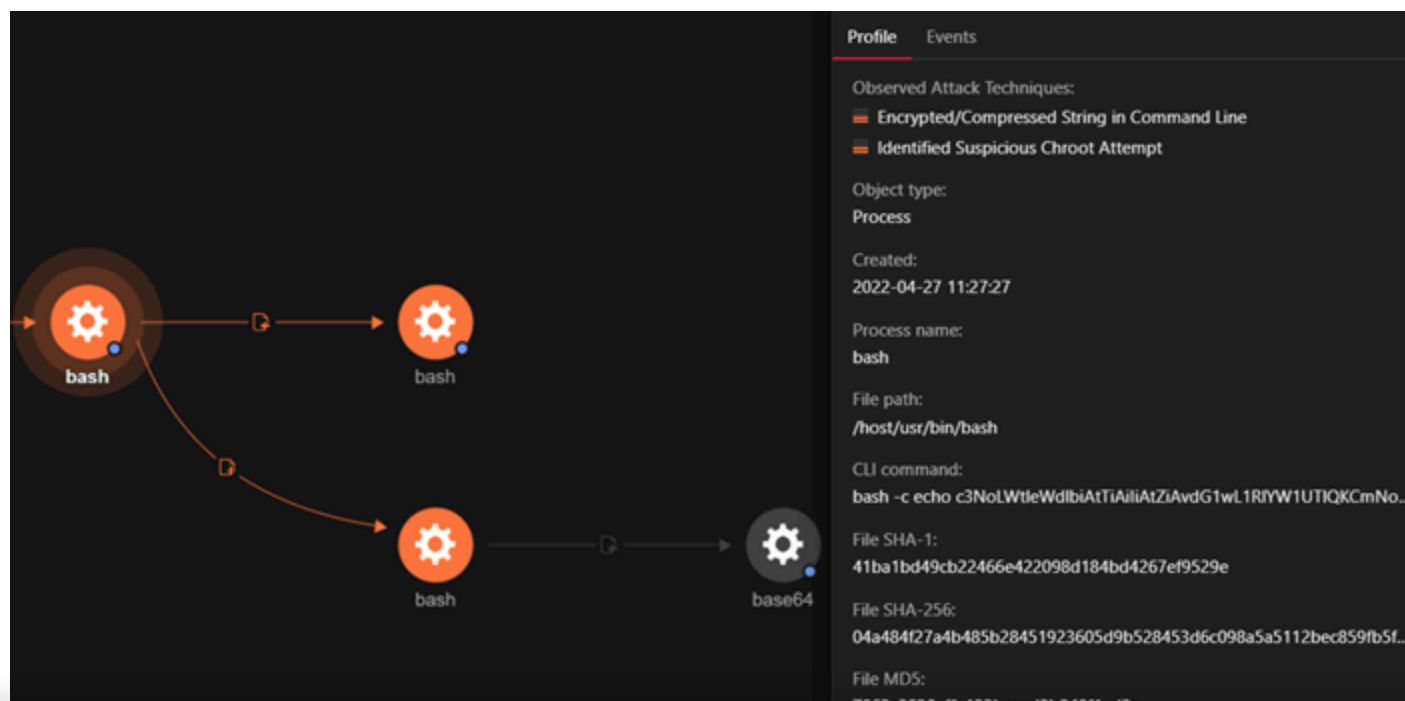 Profile Events
Observed Attack Techniques:
Encrypted/Compressed String in Command Line
Identified Suspicious Chroot Attempt
Object type:
Process
Created:
2022-04-27 11:27:27
Process name:
bash
File path:
/host/usr/bin/bash
CLI command:
bash -c echo
File SHA-1:
41ba1bd49cb22466e422098d184bd4267ef9529e
File SHA-256:
04a484f27a4b485b28451923605d9b528453d6c098a5a5112bec859fb5f..
File MD5:
bash
bash
bash
base64